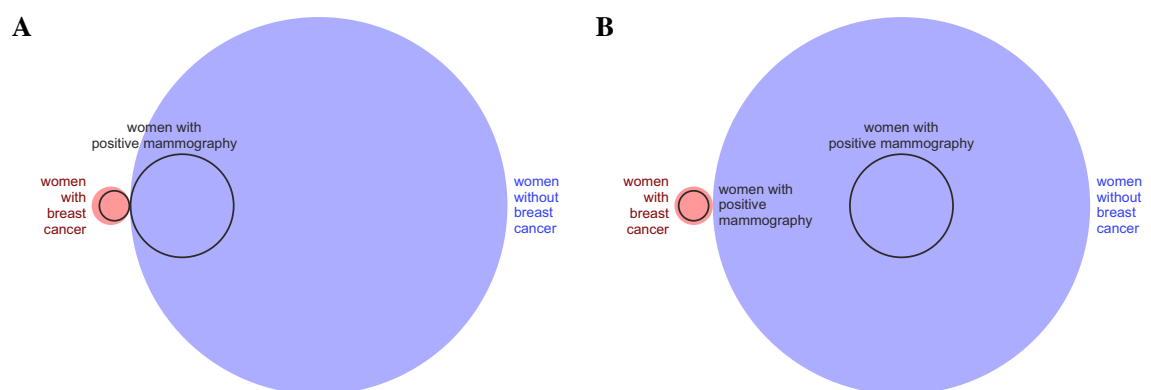 A
women with
positive mammography
women
with
breast
cancer
women
without
breast
cancer
B
women with
positive mammography
women
with
breast
cancer
women with
positive
mammography
women
without
breast
cancer